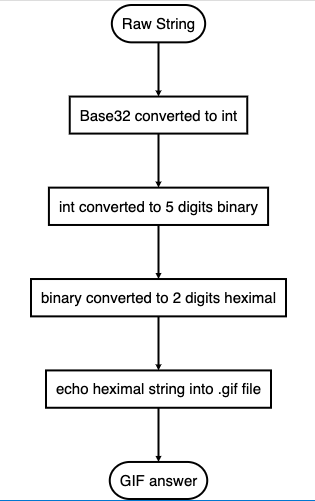 Raw String
Base32 converted to int
int converted to 5 digits binary
binary converted to 2 digits heximal
echo heximal string into .gif file
GIF answer